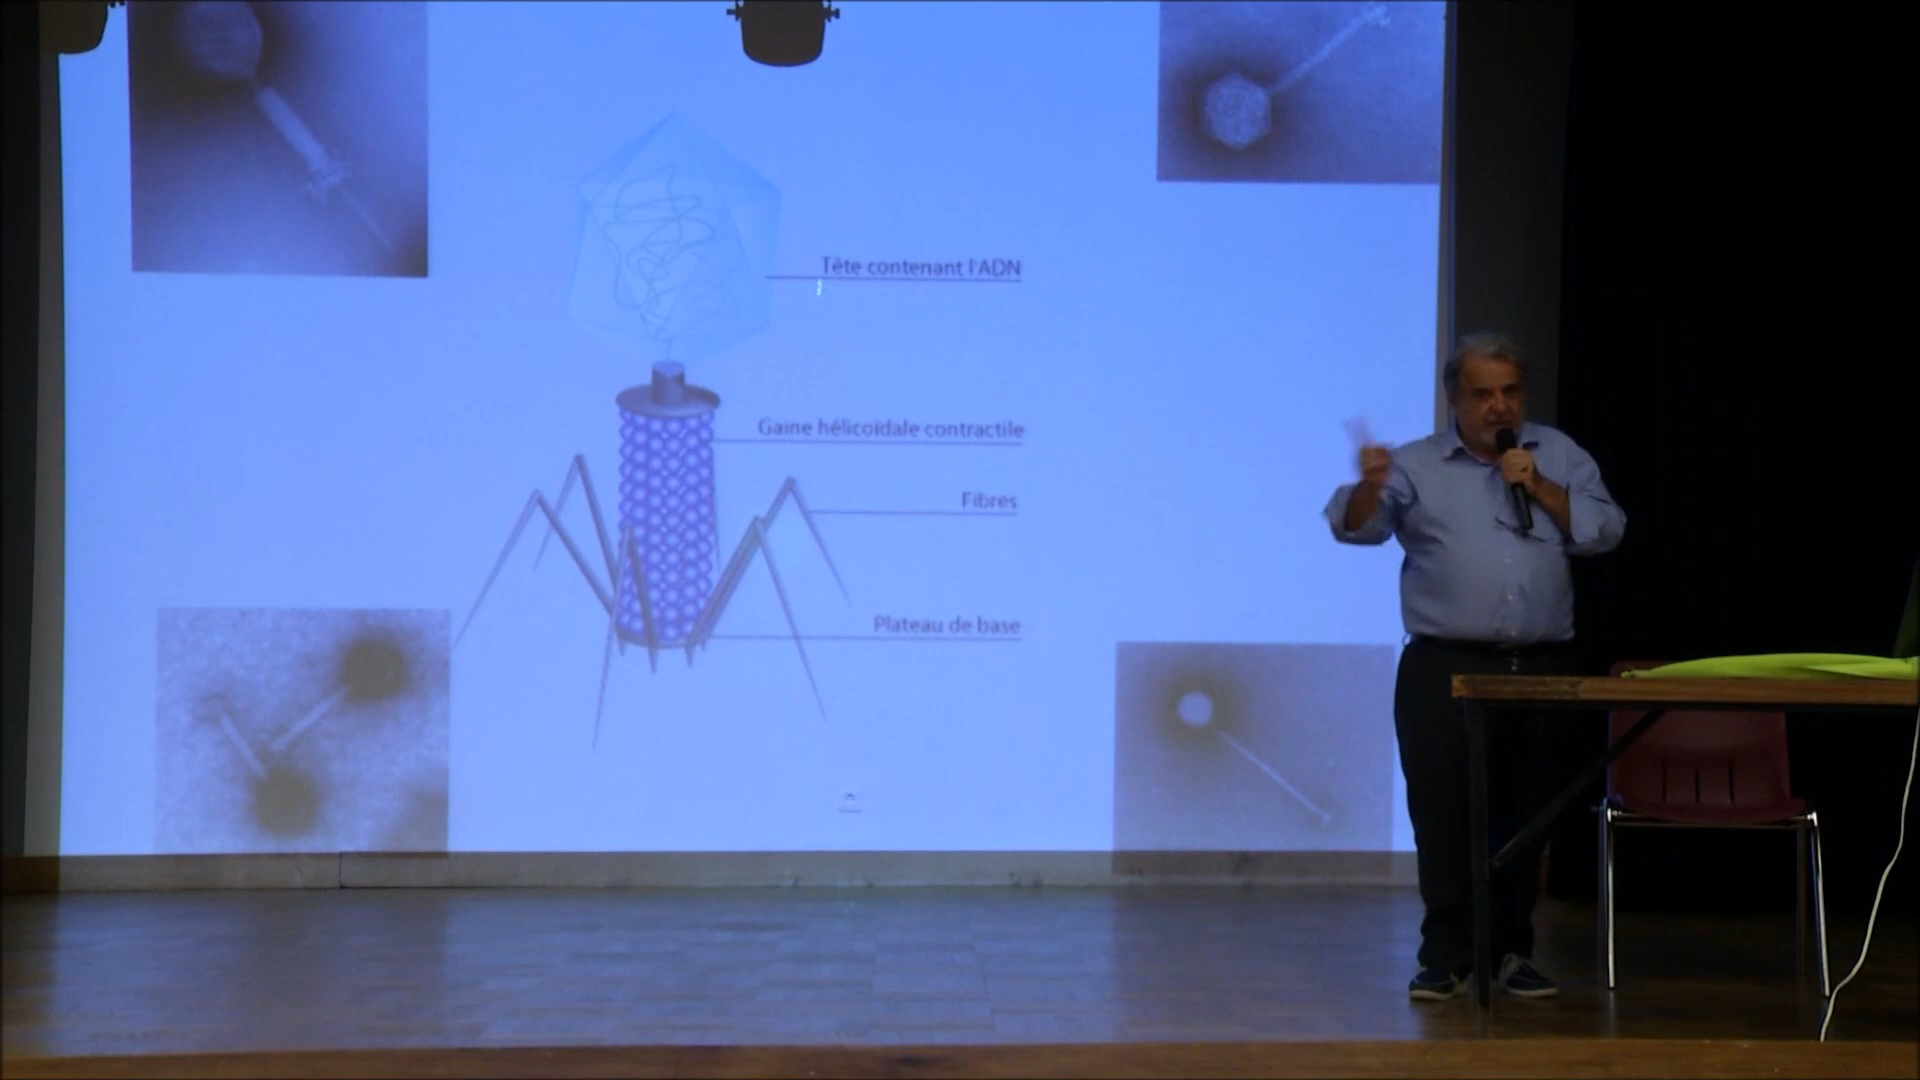 Tête contenant l'ADN
Gaine hélicoïdale contractile
Fibres
Plateau de base